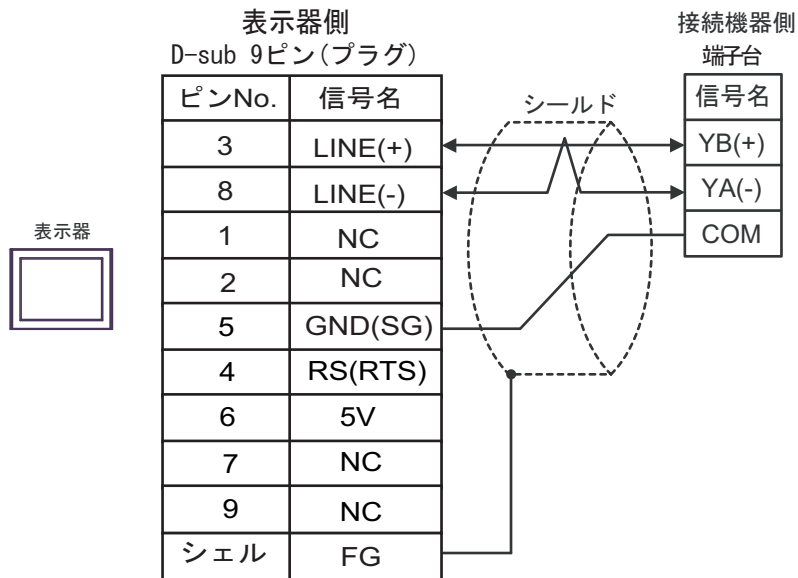 表示器側
D-sub 9ピン(プラグ)
接続機器側
端子台
ピンNo. 信号名
シールド
信号名
3 LINE(+)
YB(+)
8 LINE(-)
YA(-)
1 NC
COM
2 NC
5 GND(SG)
4 RS(RTS)
6 5V
7 NC
9 NC
シェル FG
表示器